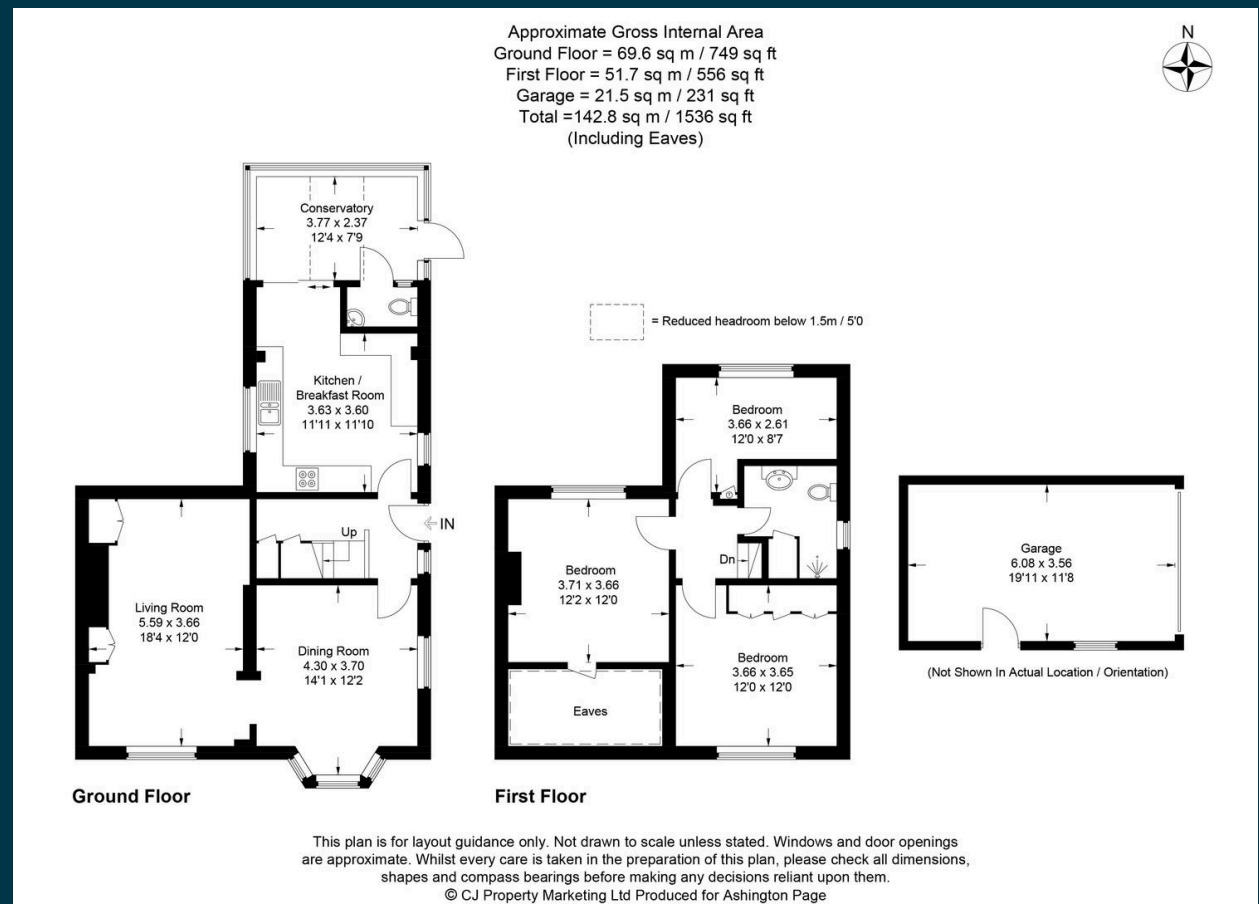 Approximate Gross Internal Area
Ground Floor = 69.6 sq m / 749 sq ft
First Floor = 51.7 sq m / 556 sq ft
Garage = 21.5 sq m / 231 sq ft
Total =142.8 sq m / 1536 sq ft
(Including Eaves)
N
Conservatory
3.77 x 2.37
12'4 x 7'9
= Reduced headroom below 1.5m / 5'0
Kitchen /
Breakfast Room
3.63 x 3.60
11'11 x 11'10
Up
IN
Living Room
5.59 x 3.66
18'4 x 12'0
Dining Room
4.30 x 3.70
14'1 x 12'2
Ground Floor
Bedroom
3.66 x 2.61
12'0 x 8'7
Bedroom
3.71 x 3.66
12'2 x 12'0
Dn
Bedroom
3.66 x 3.65
12'0 x 12'0
Eaves
First Floor
Garage
6.08 x 3.56
19'11 x 11'8
(Not Shown In Actual Location / Orientation)
This plan is for layout guidance only. Not drawn to scale unless stated. Windows and door openings
are approximate. Whilst every care is taken in the preparation of this plan, please check all dimensions,
shapes and compass bearings before making any decisions reliant upon them.
© CJ Property Marketing Ltd Produced for Ashington Page